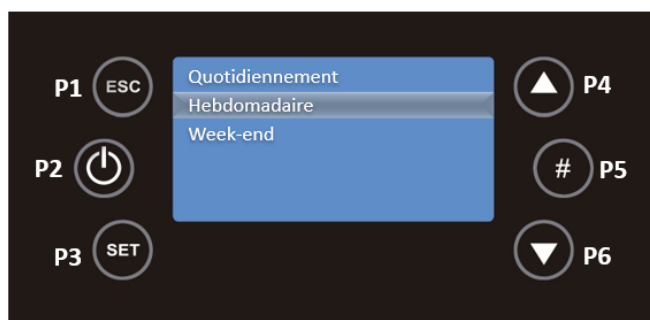 P1 ESC
P2
P3 SET
Quotidiennement
Hebdomadaire
Week-end
P4
# P5
P6